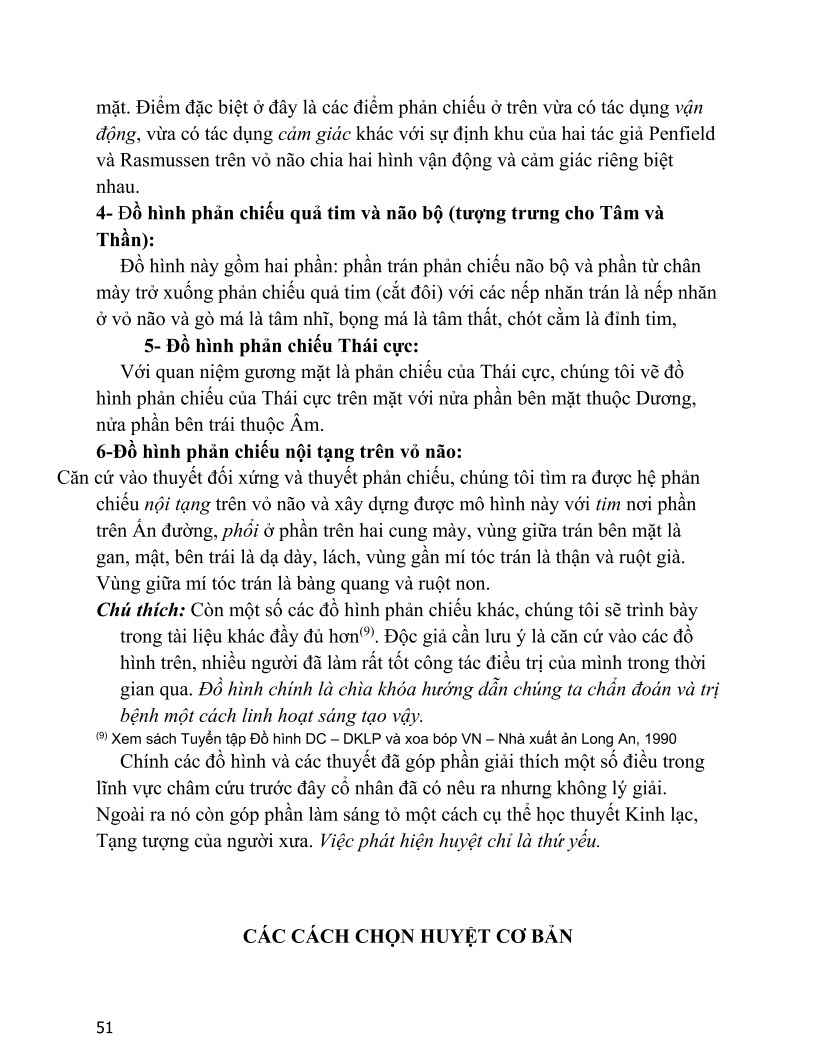 mặt. Điểm đặc biệt ở đây là các điểm phản chiếu ở trên vừa có tác dụng vận
động, vừa có tác dụng cảm giác khác với sự định khu của hai tác giả Penfield
và Rasmussen trên vỏ não chia hai hình vận động và cảm giác riêng biệt
nhau.
4- Đồ hình phản chiếu quả tim và não bộ (tượng trưng cho Tâm và
Thần):
Đồ hình này gồm hai phần: phần trán phản chiếu não bộ và phần từ chân
mày trở xuống phản chiếu quả tim (cắt đôi) với các nếp nhăn trán là nếp nhăn
ở vỏ não và gò má là tâm nhĩ, bọng má là tâm thất, chót cằm là đỉnh tim,
5- Đồ hình phản chiếu Thái cực:
Với quan niệm gương mặt là phản chiếu của Thái cực, chúng tôi vẽ đồ
hình phản chiếu của Thái cực trên mặt với nửa phần bên mặt thuộc Dương,
nửa phần bên trái thuộc Âm.
6-Đồ hình phản chiếu nội tạng trên vỏ não:
Căn cứ vào thuyết đối xứng và thuyết phản chiếu, chúng tôi tìm ra được hệ phản
chiếu nội tạng trên vỏ não và xây dựng được mô hình này với tim nơi phần
trên Ấn đường, phổi ở phần trên hai cung mày, vùng giữa trán bên mặt là
gan, mật, bên trái là dạ dày, lách, vùng gần mí tóc trán là thận và ruột già.
Vùng giữa mí tóc trán là bàng quang và ruột non.
Chú thích: Còn một số các đồ hình phản chiếu khác, chúng tôi sẽ trình bày
trong tài liệu khác đầy đủ hơn(9). Độc giả cần lưu ý là căn cứ vào các đồ
hình trên, nhiều người đã làm rất tốt công tác điều trị của mình trong thời
gian qua. Đồ hình chính là chìa khóa hướng dẫn chúng ta chẩn đoán và trị
bệnh một cách linh hoạt sáng tạo vậy.
(9) Xem sách Tuyển tập Đồ hình DC – DKLP và xoa bóp VN – Nhà xuất ản Long An, 1990
Chính các đồ hình và các thuyết đã góp phần giải thích một số điều trong
lĩnh vực châm cứu trước đây cổ nhân đã có nêu ra nhưng không lý giải.
Ngoài ra nó còn góp phần làm sáng tỏ một cách cụ thể học thuyết Kinh lạc,
Tạng tượng của người xưa. Việc phát hiện huyệt chỉ là thứ yếu.
CÁC CÁCH CHỌN HUYỆT CƠ BẢN
51